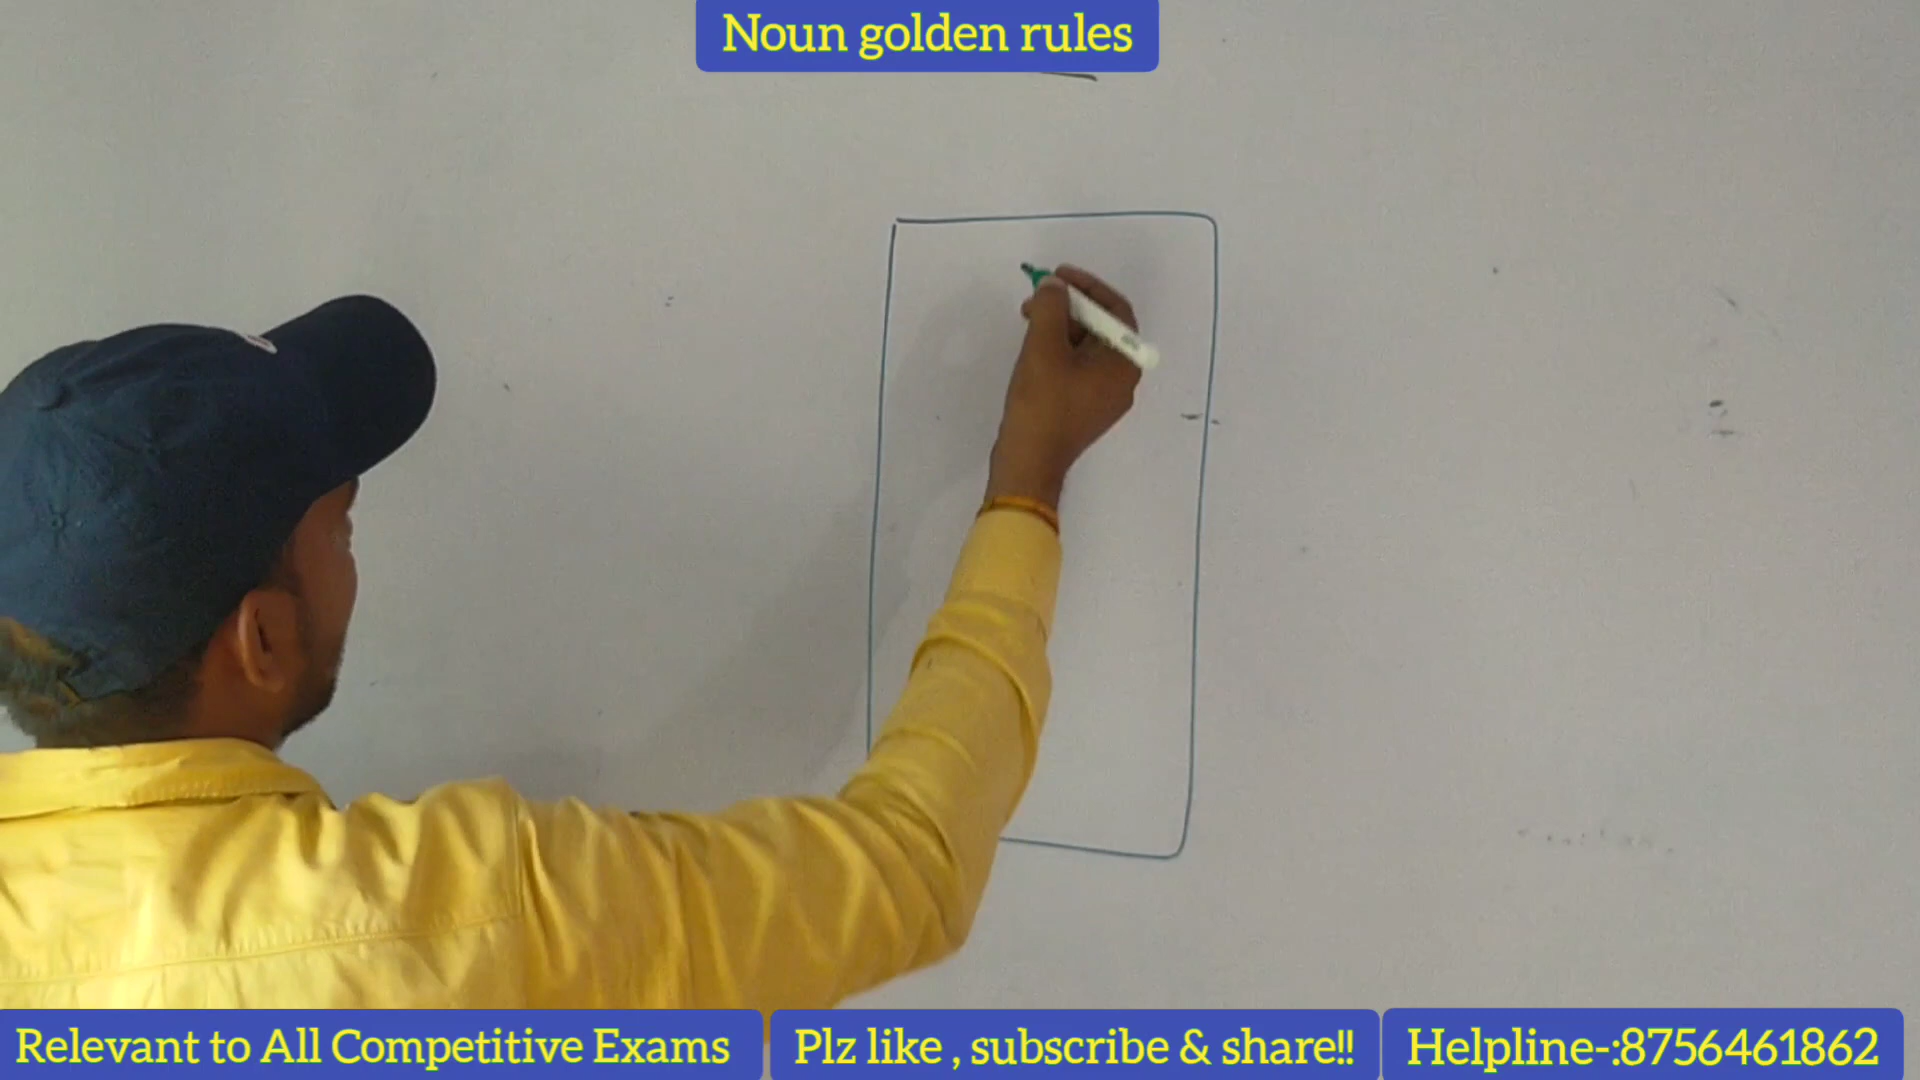 Noun golden rules
Relevant to All Competitive Exams
Plz like , subscribe & share!!
Helpline-:8756461862